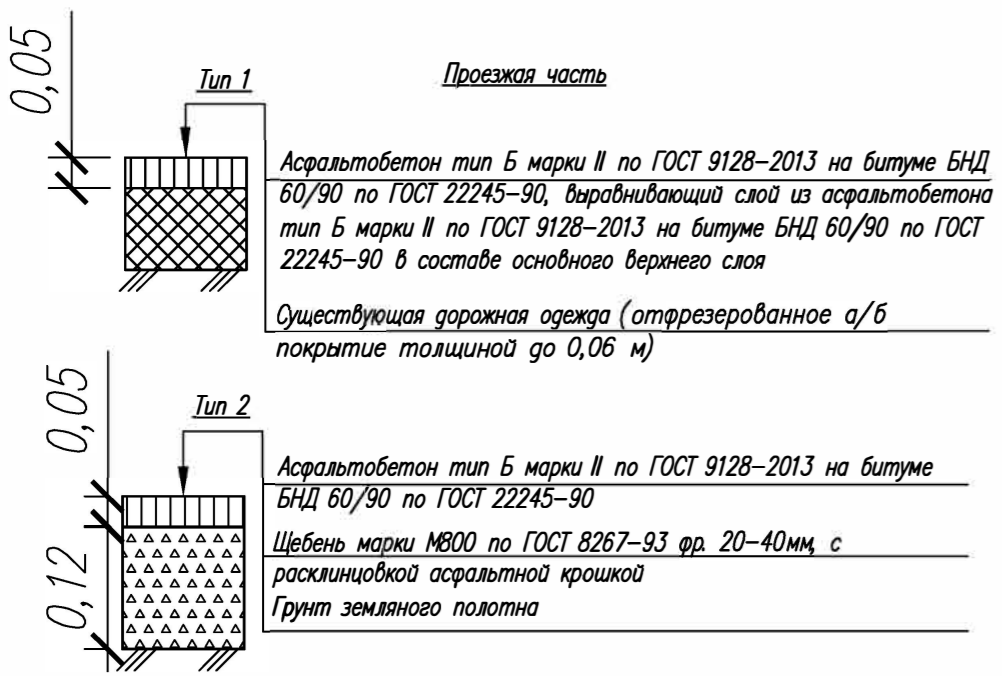 0,05
Тип 1
Проезжая часть
Асфальтобетон тип Б марки II по ГОСТ 9128-2013 на битуме БНД
60/90 по ГОСТ 22245-90, выравнивающий слой из асфальтобетона
тип Б марки II по ГОСТ 9128-2013 на битуме БНД 60/90 по ГОСТ
22245-90 в составе основного верхнего слоя
Существующая дорожная одежда (отфрезерованное а/б
покрытие толщиной до 0,06 м)
0,05
0,12
Тип 2
Асфальтобетон тип Б марки II по ГОСТ 9128-2013 на битуме
БНД 60/90 по ГОСТ 22245-90
Щебень марки М800 по ГОСТ 8267-93 фр. 20-40мм, с
расклинцовкой асфальтной крошкой
Грунт земляного полотна